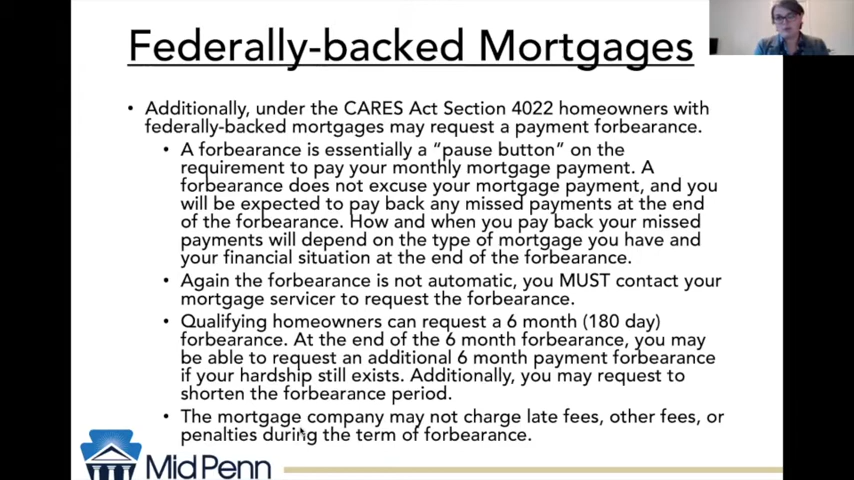 Federally-backed Mortgages
• Additionally, under the CARES Act Section 4022 homeowners with
federally-backed mortgages may request a payment forbearance.
• A forbearance is essentially a “pause button” on the
requirement to pay your monthly mortgage payment. A
forbearance does not excuse your mortgage payment, and you
will be expected to pay back any missed payments at the end
of the forbearance. How and when you pay back your missed
payments will depend on the type of mortgage you have and
your financial situation at the end of the forbearance.
• Again the forbearance is not automatic, you MUST contact your
mortgage servicer to request the forbearance.
• Qualifying homeowners can request a 6 month (180 day)
forbearance. At the end of the 6 month forbearance, you may
be able to request an additional 6 month payment forbearance
if your hardship still exists. Additionally, you may request to
shorten the forbearance period.
• The mortgage company may not charge late fees, other fees, or
penalties during the term of forbearance.
MidPenn